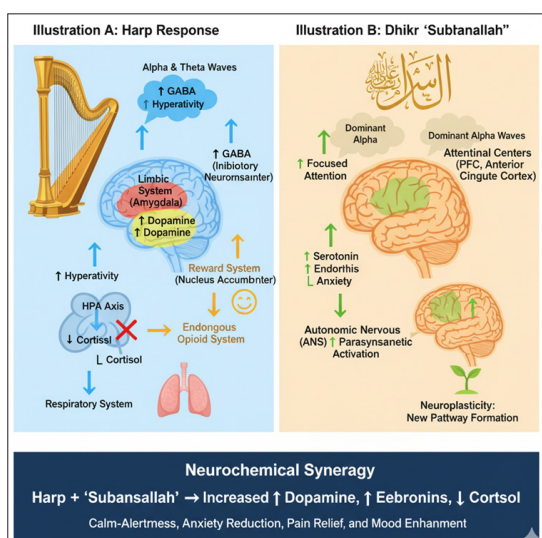 Illustration A: Harp Response
Alpha & Theta Waves
↑ GABA
↑ Hyperativity
↑ GABA
(Inibiotory
Neuromsainter)
Limbic
System
(Amygdala)
↑ Dopamine
↑ Dopamine
↑ Hyperativity
Reward System
(Nucleus Accumbnter)
HPA Axis
↓ Cortissl
L Cortisol
Endongous
Opioid System
Respiratory System
Illustration B: Dhikr ‘Subtanallah”
Dominant
Alpha
Dominant Alpha Waves
↑ Focused
Attention
Attentinal Centers
(PFC, Anterior
Cingute Cortex)
↑ Serotonin
↑ Endorthis
L Anxiety
Autonomic Nervous
(ANS) ↑ Parasynsanetic
Activation
Neuroplasticity:
New Pattway Formation
Neurochemical Syneragy
Harp + ‘Subansallah’ → Increased ↑ Dopamine, ↑ Eebronins, ↓ Cortsol
Calm-Alertmess, Anxiety Reduction, Pain Relief, and Mood Enhanment